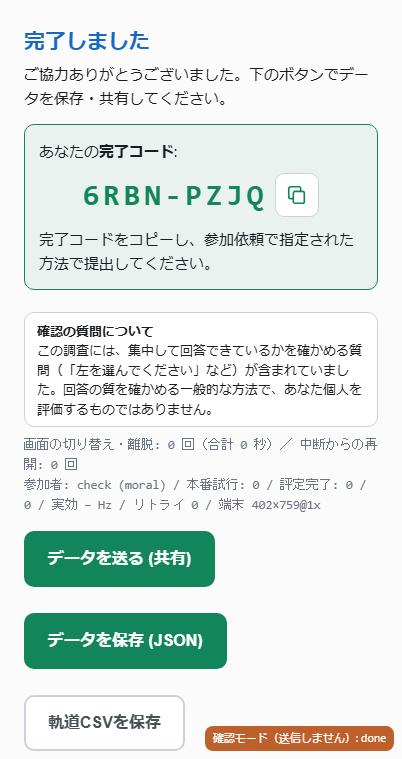 完了しました
ご協力ありがとうございました。下のボタンでデー
タを保存・共有してください。
あなたの完了コード:
6RBN-PZJQ
完了コードをコピーし、参加依頼で指定された
方法で提出してください。
確認の質問について
この調査には、集中して回答できているかを確かめる質
問（「左を選んでください」など）が含まれていまし
た。回答の質を確かめる一般的な方法で、あなた個人を
評価するものではありません。
画面の切り替え・離脱: 0 回（合計 0 秒）／ 中断からの再
開: 0 回
参加者: check (moral) / 本番試行: 0 / 評定完了: 0 /
0 / 実効 – Hz / リトライ 0 / 端末 402×759@1x
データを送る (共有)
データを保存 (JSON)
軌道CSVを保存
確認モード（送信しません）: done